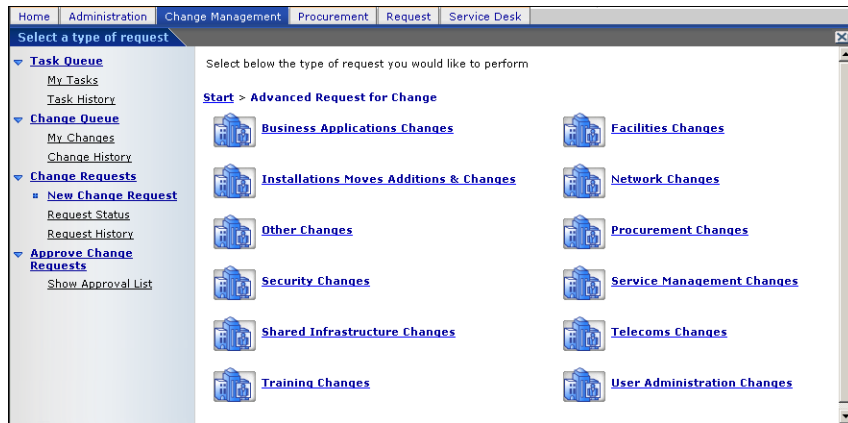 Home Administration Change Management Procurement Request Service Desk
Select a type of request
Task Queue
My Tasks
Task History
Change Queue
My Changes
Change History
Change Requests
New Change Request
Request Status
Request History
Approve Change
Requests
Show Approval List
Select below the type of request you would like to perform
Start > Advanced Request for Change
Business Applications Changes Facilities Changes
Installations Moves Additions & Changes Network Changes
Other Changes Procurement Changes
Security Changes Service Management Changes
Shared Infrastructure Changes Telecoms Changes
Training Changes User Administration Changes